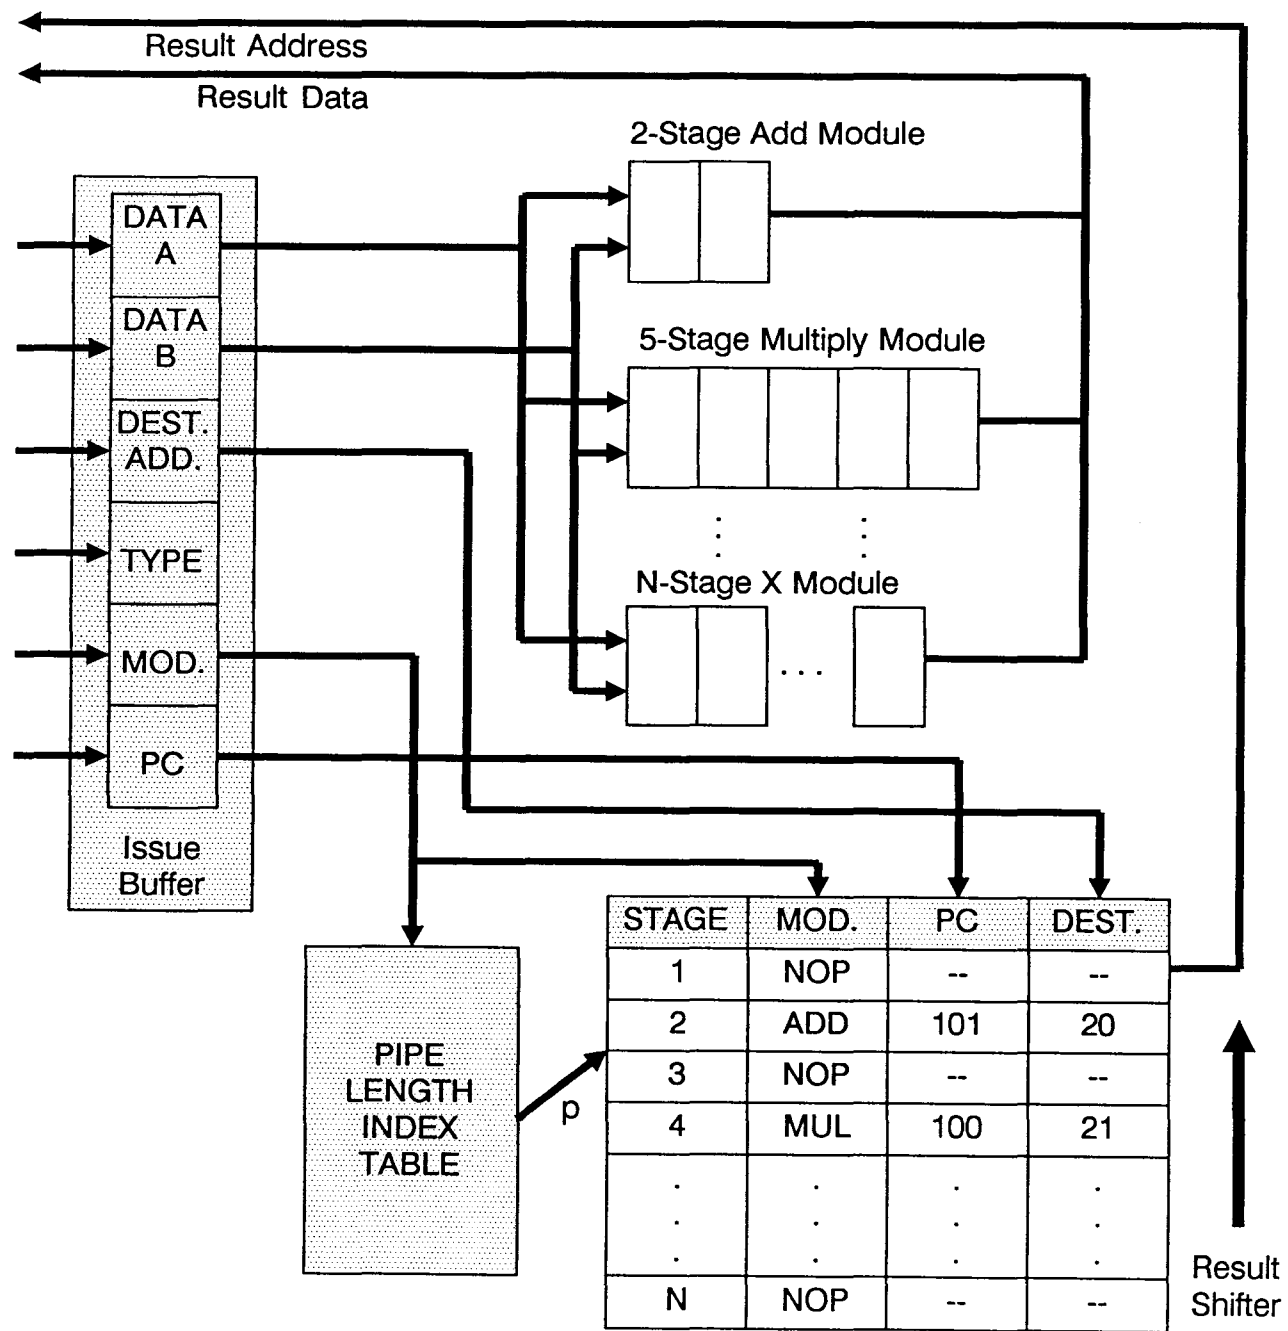 Result Address
Result Data
2-Stage Add Module
DATA
A
DATA
B
5-Stage Multiply Module
DEST.
ADD.
TYPE
N-Stage X Module
MOD.
. . .
PC
Issue
Buffer
STAGE MOD. PC DEST.
1 NOP -- --
2 ADD 101 20
3 NOP -- --
4 MUL 100 21
. . . .
. . . .
. . . .
N NOP -- --
PIPE
LENGTH
INDEX
TABLE
p
Result
Shifter